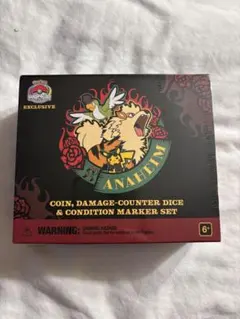 EXCLUSIVE
ANAHEIM
COIN, DAMAGE-COUNTER DICE
& CONDITION MARKER SET
WARNING:
6+